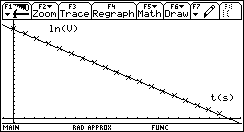 F1 F2 F3 F4 F5 F6 F7
Zoom Trace Regraph Math Draw
ln(V)
t(s)
MAIN RAD APPROX FUNC